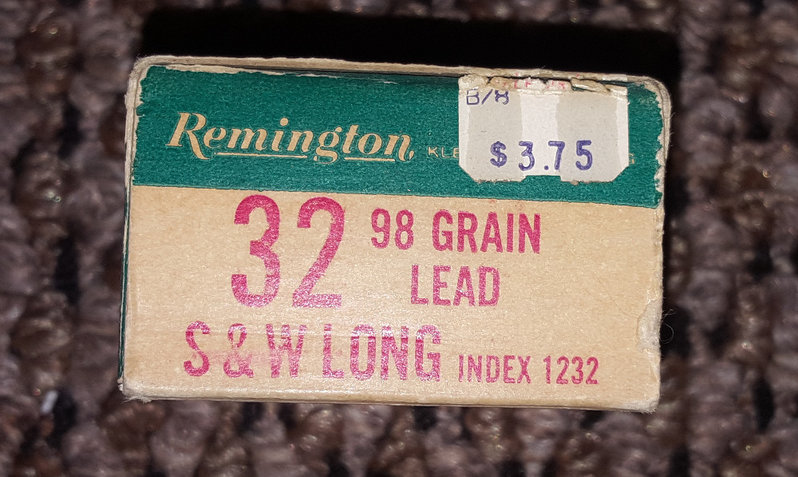 B/8
Remington
$3.75
32 98 GRAIN
LEAD
S & W LONG INDEX 1232